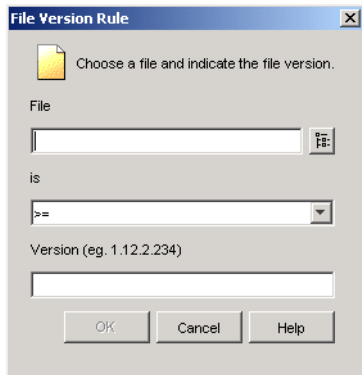 File Version Rule
Choose a file and indicate the file version.
File
is
>=
Version (eg. 1.12.2.234)
OK Cancel Help